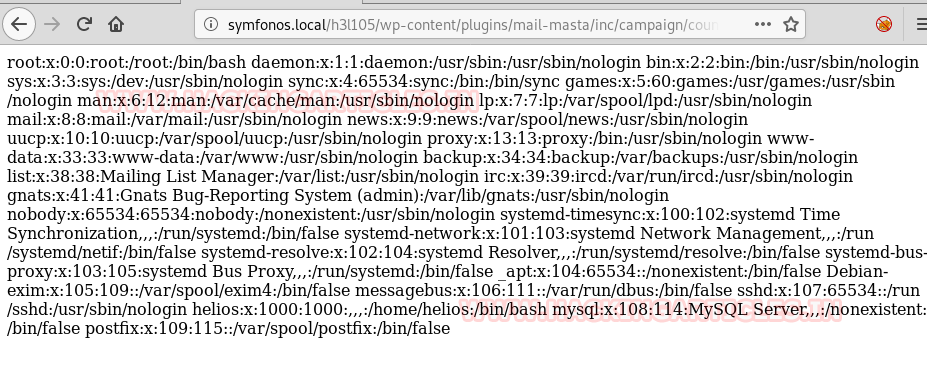 symfonos.local/h3l105/wp-content/plugins/mail-masta/inc/campaign/coun
root:x:0:0:root:/root:/bin/bash daemon:x:1:1:daemon:/usr/sbin:/usr/sbin/nologin bin:x:2:2:bin:/bin:/usr/sbin/nologin
sys:x:3:3:sys:/dev:/usr/sbin/nologin sync:x:4:65534:sync:/bin:/bin/sync games:x:5:60:games:/usr/games:/usr/sbin
/nologin man:x:6:12:man:/var/cache/man:/usr/sbin/nologin lp:x:7:7:lp:/var/spool/lpd:/usr/sbin/nologin
mail:x:8:8:mail:/var/mail:/usr/sbin/nologin news:x:9:9:news:/var/spool/news:/usr/sbin/nologin
uucp:x:10:10:uucp:/var/spool/uucp:/usr/sbin/nologin proxy:x:13:13:proxy:/bin:/usr/sbin/nologin www-
data:x:33:33:www-data:/var/www:/usr/sbin/nologin backup:x:34:34:backup:/var/backups:/usr/sbin/nologin
list:x:38:38:Mailing List Manager:/var/list:/usr/sbin/nologin irc:x:39:39:ircd:/var/run/ircd:/usr/sbin/nologin
gnats:x:41:41:Gnats Bug-Reporting System (admin):/var/lib/gnats:/usr/sbin/nologin
nobody:x:65534:65534:nobody:/nonexistent:/usr/sbin/nologin systemd-timesync:x:100:102:systemd Time
Synchronization,,,:/run/systemd:/bin/false systemd-network:x:101:103:systemd Network Management,,,:/run
/systemd/netif:/bin/false systemd-resolve:x:102:104:systemd Resolver,,,:/run/systemd/resolve:/bin/false systemd-bus-
proxy:x:103:105:systemd Bus Proxy,,,:/run/systemd:/bin/false _apt:x:104:65534::/nonexistent:/bin/false Debian-
exim:x:105:109::/var/spool/exim4:/bin/false messagebus:x:106:111::/var/run/dbus:/bin/false sshd:x:107:65534::/run
/sshd:/usr/sbin/nologin helios:x:1000:1000:,,,:/home/helios:/bin/bash mysql:x:108:114:MySQL Server,,,:/nonexistent:
/bin/false postfix:x:109:115::/var/spool/postfix:/bin/false